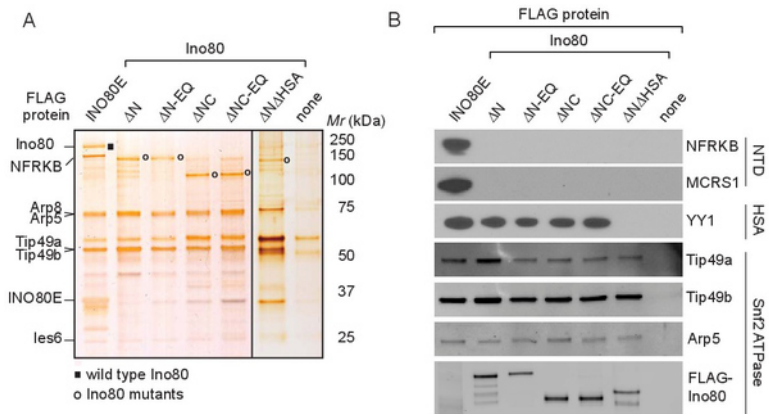 A
Ino80
FLAG protein
INO80E
ΔN
ΔN-EQ
ΔNC
ΔNC-EQ
ΔNΔHSA
none
Mr (kDa)
Ino80
NFRKB
Arp8
Arp5
Tip49a
Tip49b
INO80E
Ies6
250
150
100
75
50
37
25
■ wild type Ino80
o Ino80 mutants
B
FLAG protein
Ino80
INO80E
ΔN
ΔN-EQ
ΔNC
ΔNC-EQ
ΔNΔHSA
none
NFRKB
MCRS1
YY1
Tip49a
Tip49b
Arp5
FLAG-
Ino80
NTD
HSA
Snf2 ATPase